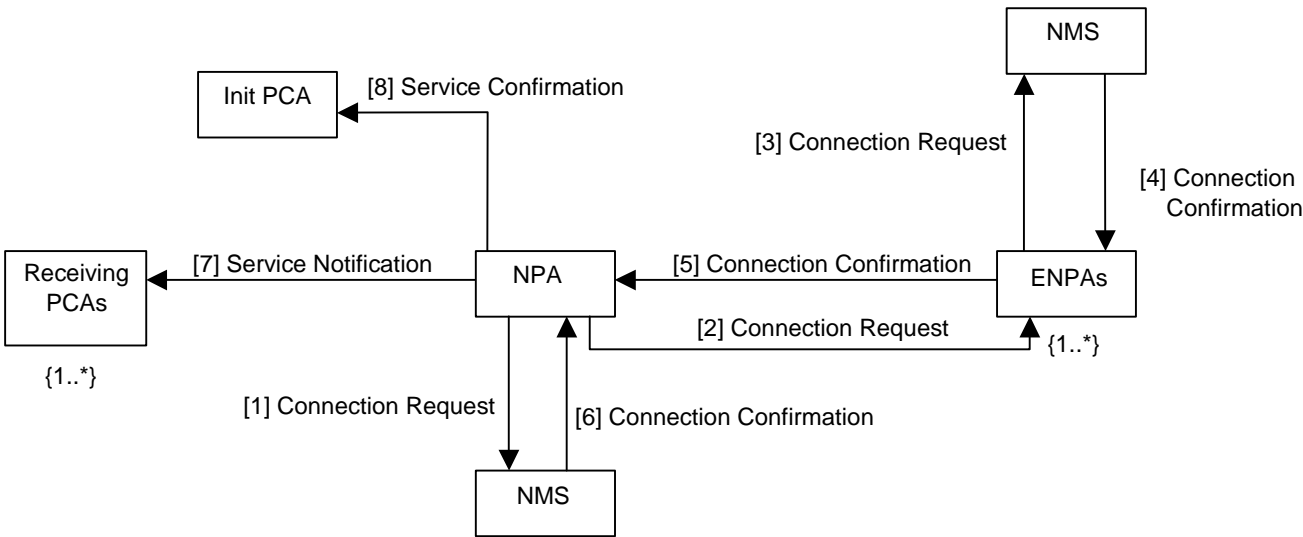 NMS
Init PCA
[8] Service Confirmation
[3] Connection Request
[4] Connection
Confirmation
Receiving
PCAs
[7] Service Notification
NPA
[5] Connection Confirmation
ENPAs
[2] Connection Request
{1..*}
{1..*}
[1] Connection Request
[6] Connection Confirmation
NMS